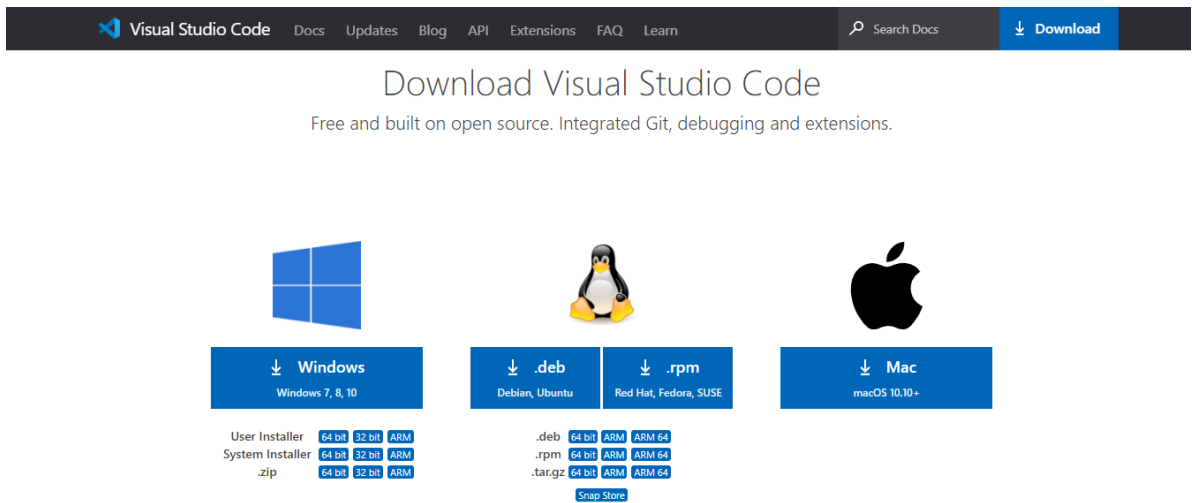 Visual Studio Code Docs Updates Blog API Extensions FAQ Learn Search Docs Download
Download Visual Studio Code
Free and built on open source. Integrated Git, debugging and extensions.
Windows
Windows 7, 8, 10
.deb
Debian, Ubuntu
.rpm
Red Hat, Fedora, SUSE
Mac
macOS 10.10+
User Installer 64 bit 32 bit ARM
System Installer 64 bit 32 bit ARM
.zip 64 bit 32 bit ARM
.deb 64 bit ARM ARM 64
.rpm 64 bit ARM ARM 64
.tar.gz 64 bit ARM ARM 64
Snap Store